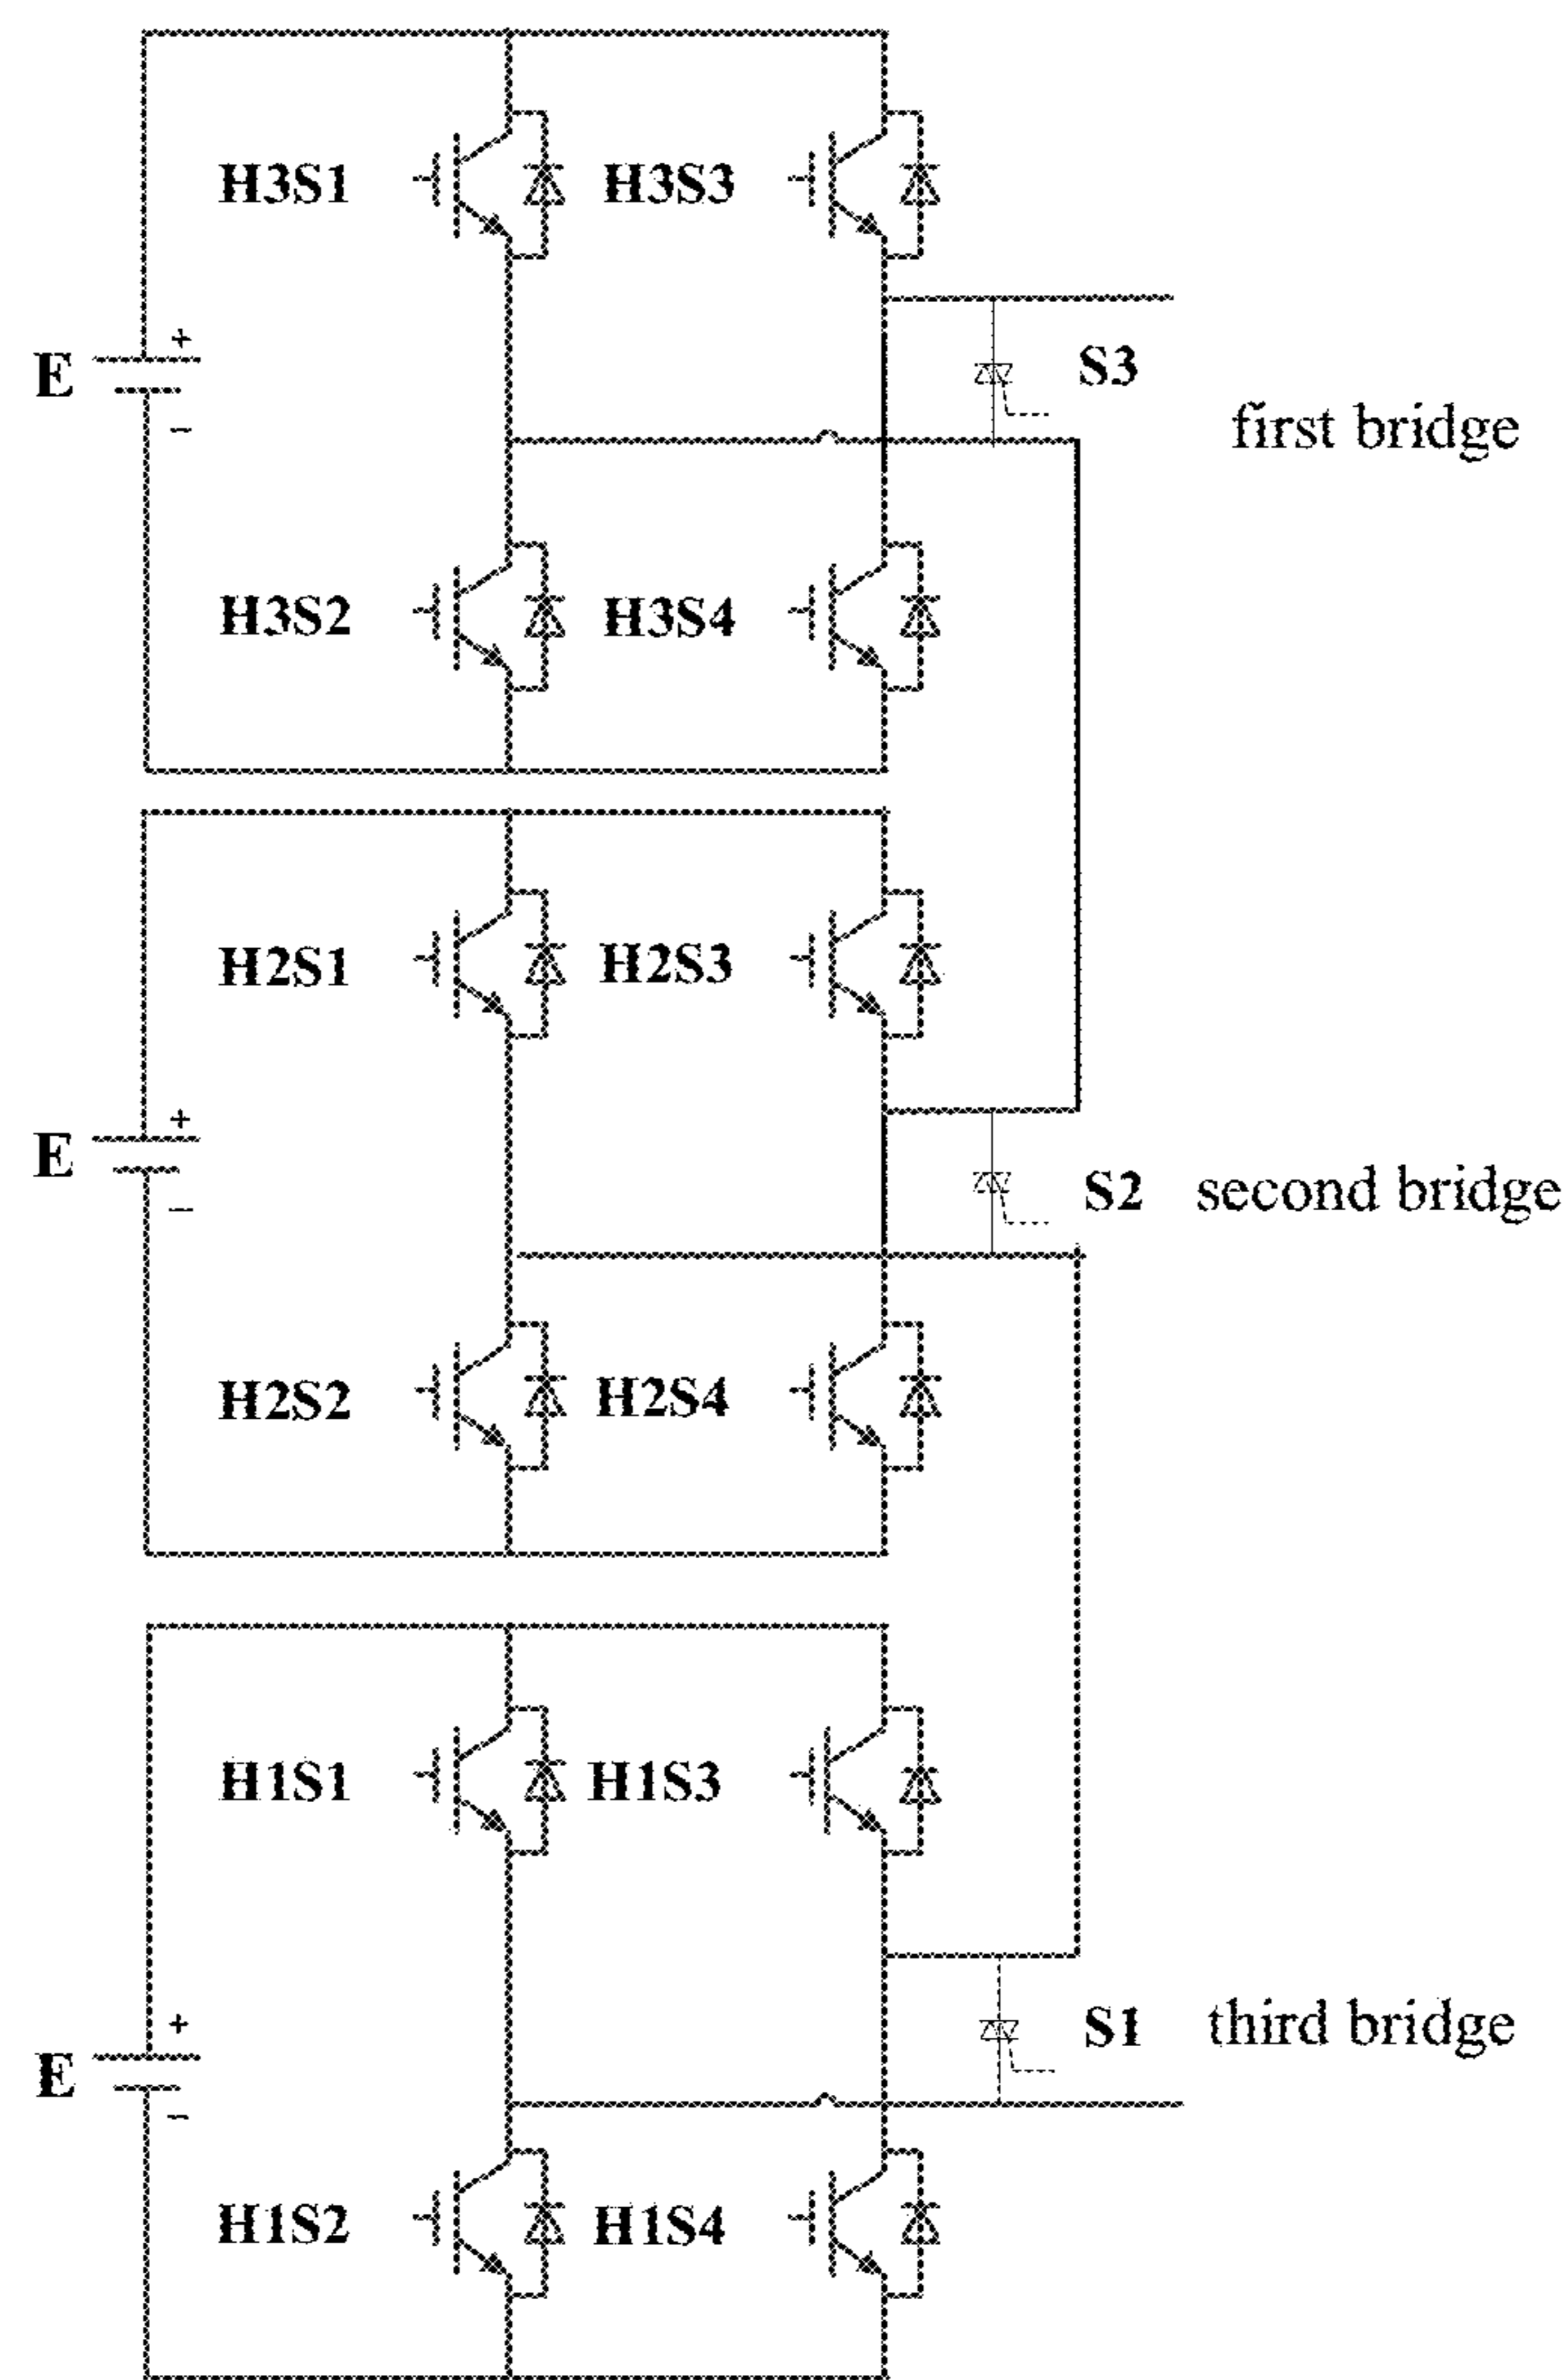 H3S1 H3S3
+
E
S3
−
first bridge
H3S2 H3S4
H2S1 H2S3
+
E
−
S2 second bridge
H2S2 H2S4
H1S1 H1S3
+
E
−
S1 third bridge
H1S2 H1S4